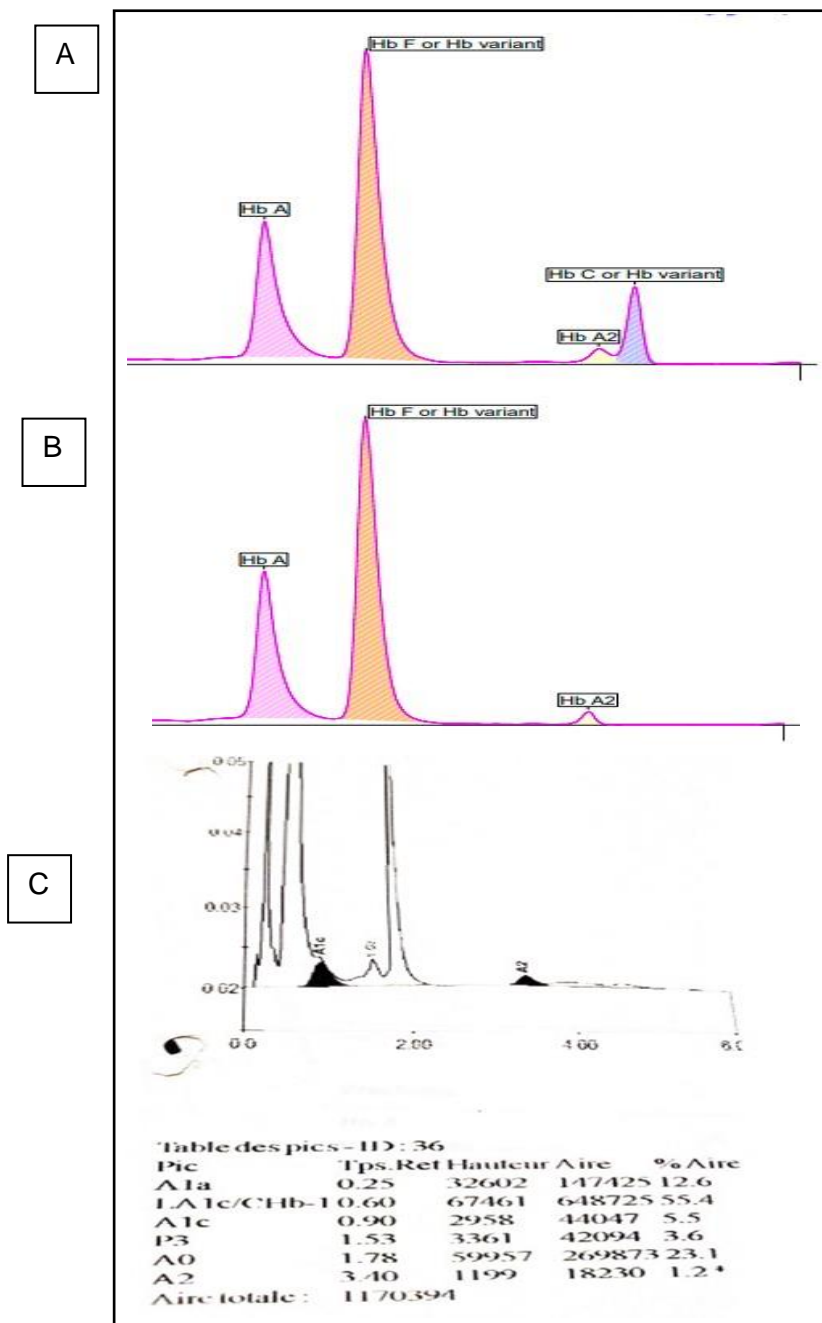 A
Hb F or Hb variant
Hb A
Hb C or Hb variant
Hb A2
B
Hb F or Hb variant
Hb A
Hb A2
C
0.05
0.04
0.03
0.02
A1c
A2
0.0 2.00 4.00
Table des pics - ID : 36
Pic Tps.Ret Hauteur Aire % Aire
A1a 0.25 32602 147425 12.6
LA1c/CHb-1 0.60 67461 648725 55.4
A1c 0.90 2958 44047 5.5
P3 1.53 3361 42094 3.6
A0 1.78 59957 269873 23.1
A2 3.40 1199 18230 1.2 *
Aire totale : 1170394